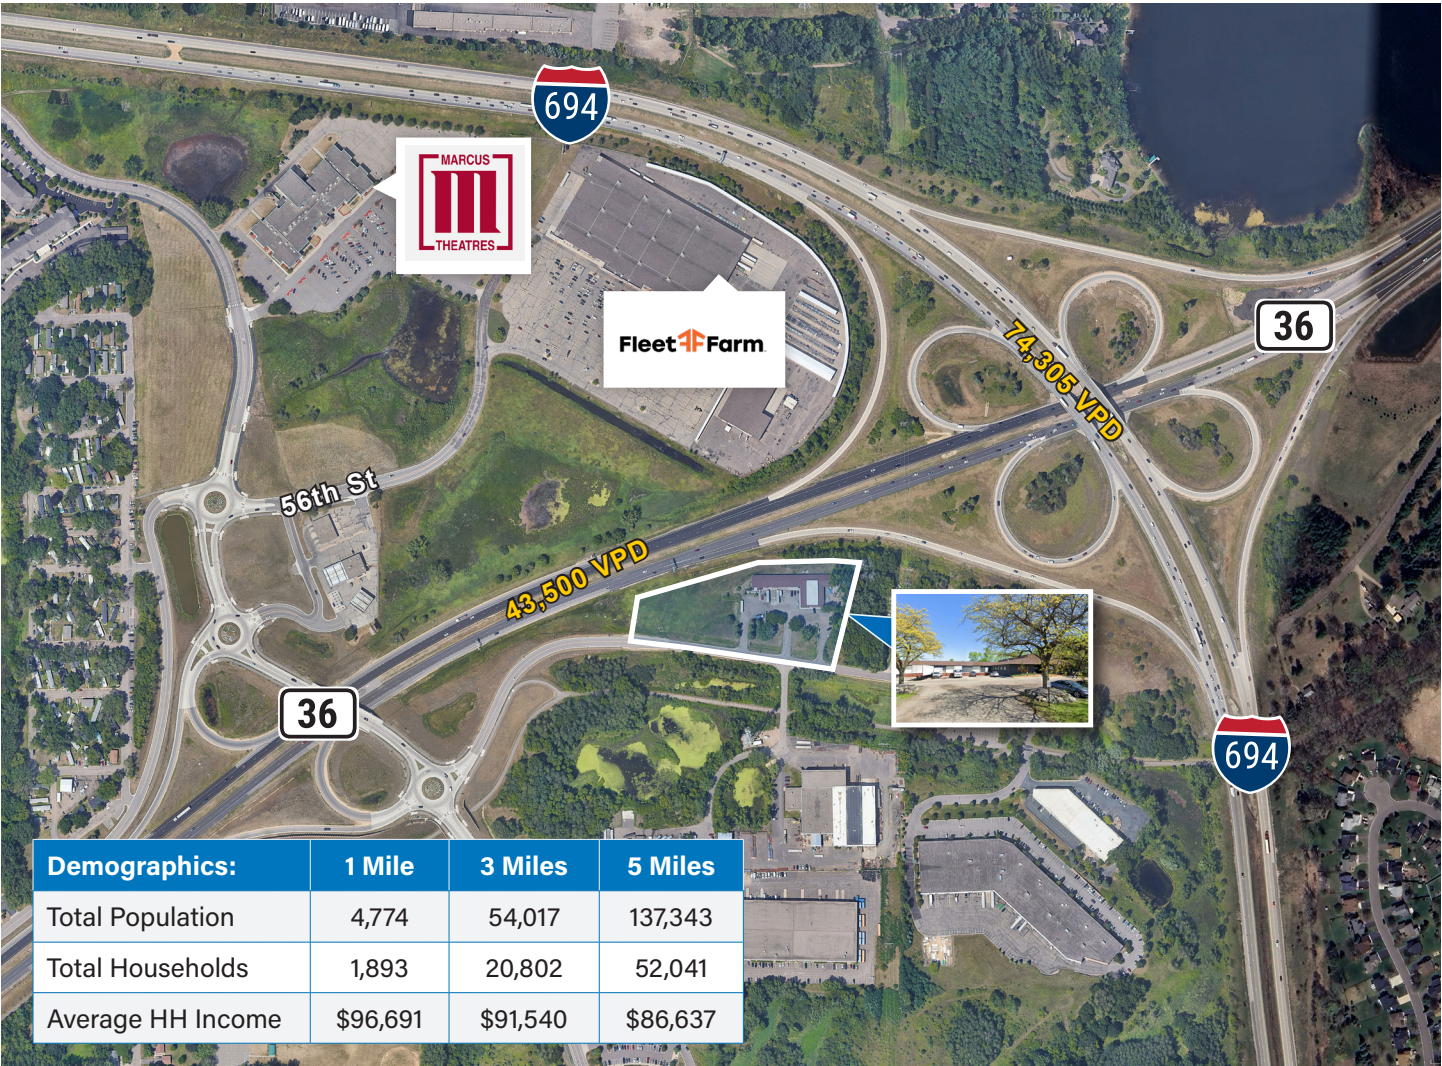 694
MARCUS
m
THEATRES
Fleet Farm
36
74,305 VPD
56th St
43,500 VPD
36
694
Demographics: 1 Mile 3 Miles 5 Miles
Total Population 4,774 54,017 137,343
Total Households 1,893 20,802 52,041
Average HH Income $96,691 $91,540 $86,637